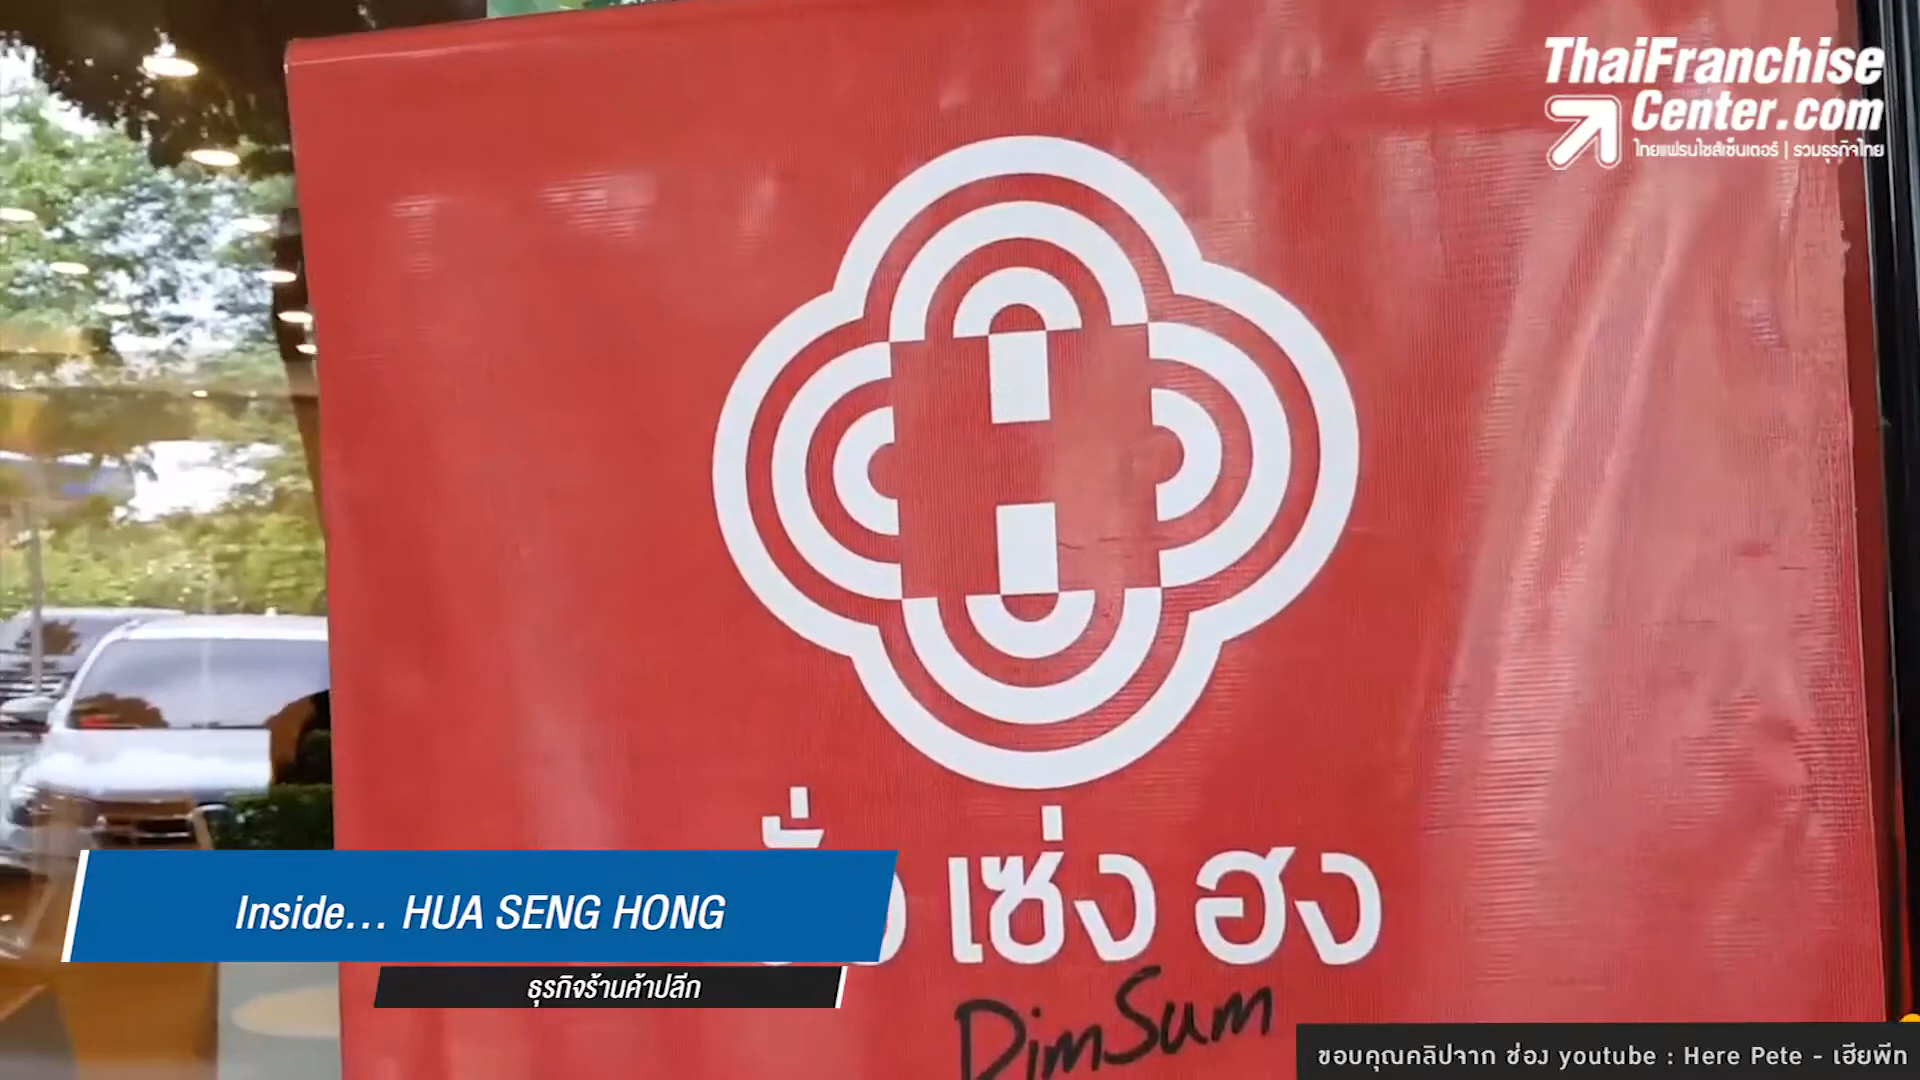 ThaiFranchise
Center.com
ไทยแฟรนไชส์เซ็นเตอร์ | รวมธุรกิจไทย
เซ่ง ฮง
DimSum
Inside... HUA SENG HONG
ธุรกิจร้านค้าปลีก
ขอบคุณคลิปจาก ช่อง youtube : Here Pete - เฮียพีท